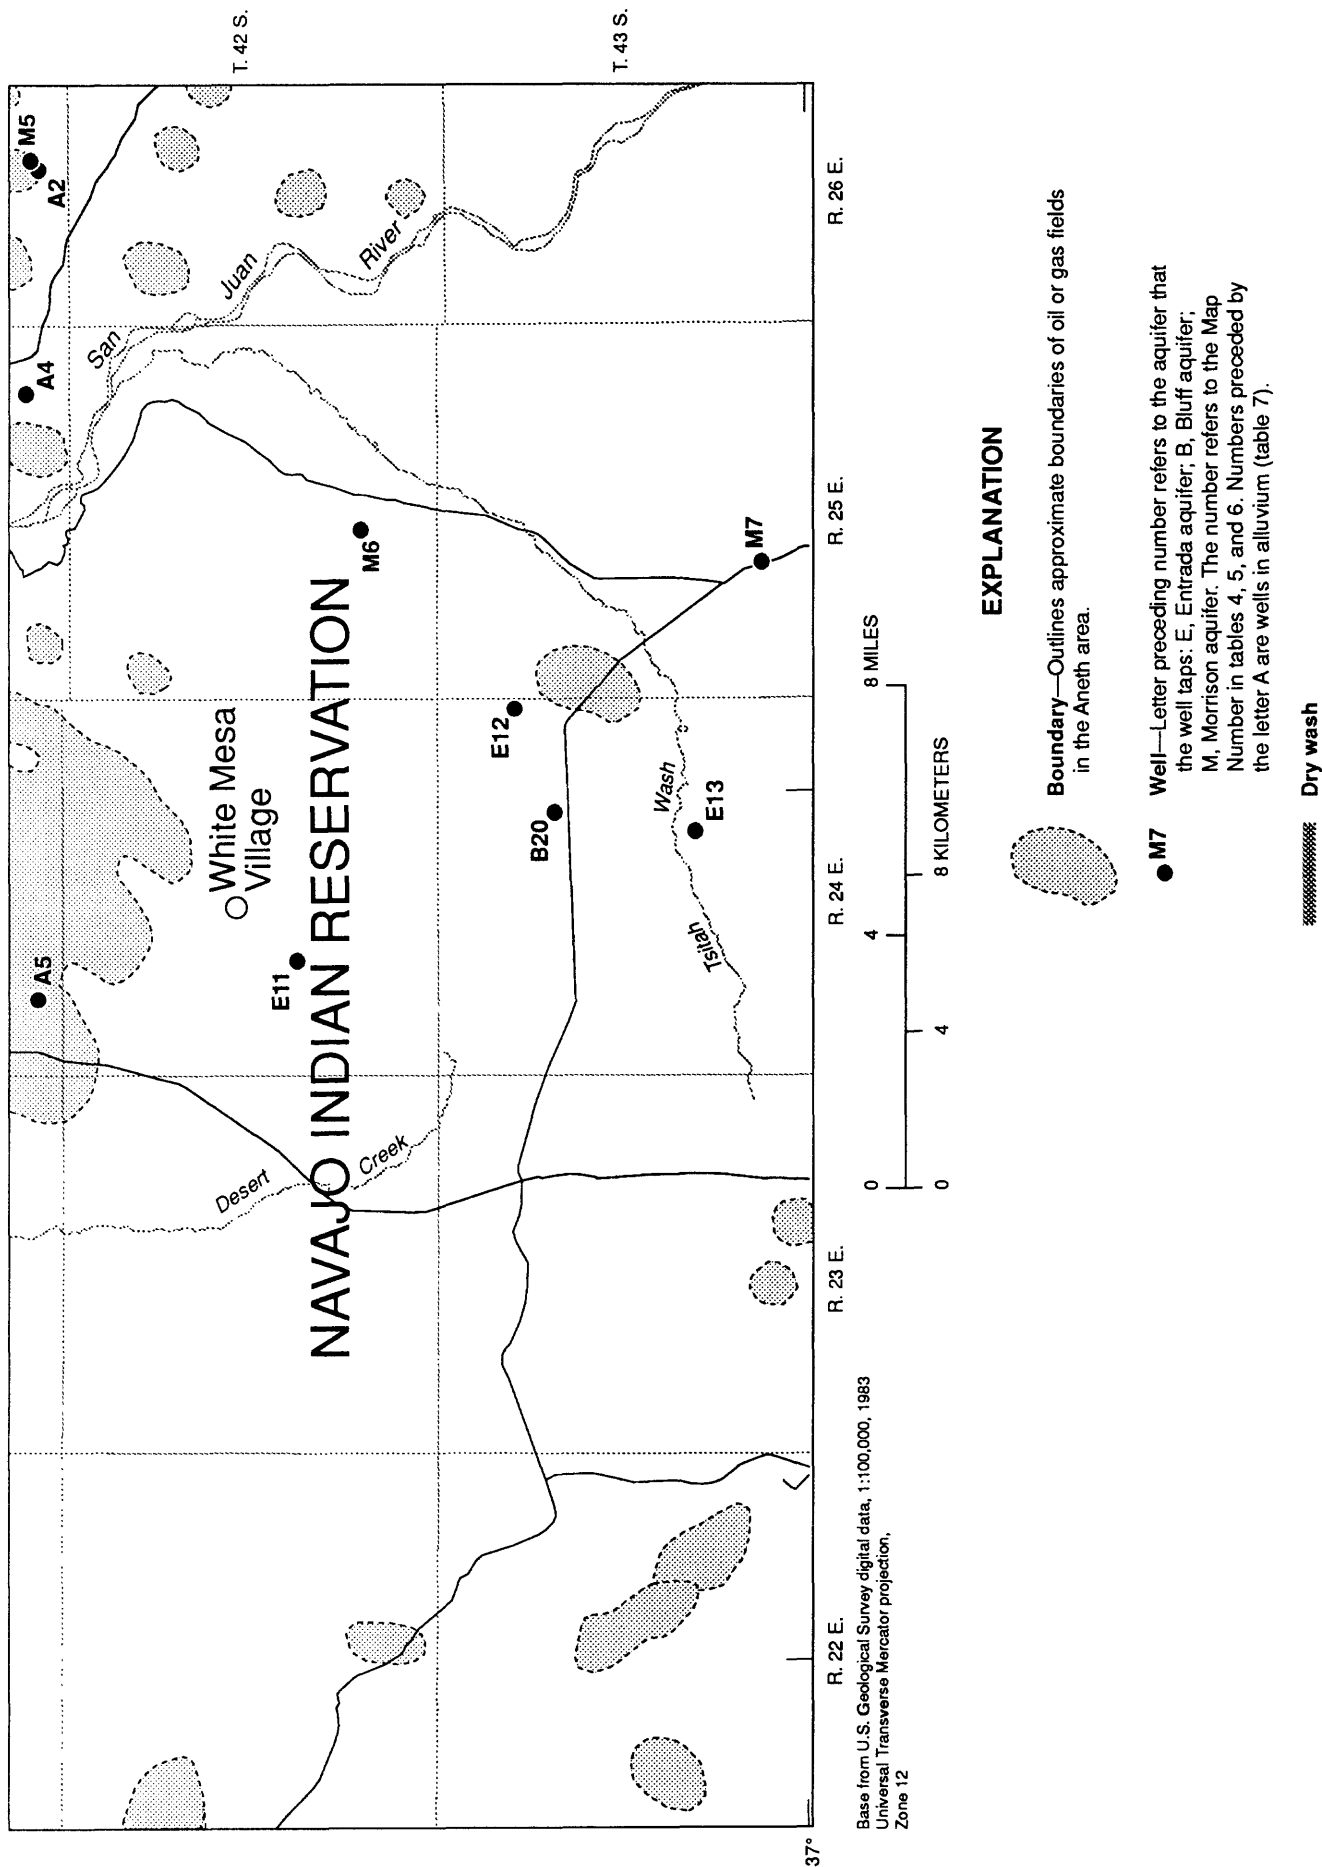 M5
A2
A4
A5
T. 42 S.
San
Juan
River
White Mesa
Village
E11
M6
NAVAJO INDIAN RESERVATION
Desert
Creek
T. 43 S.
E12
B20
Wash
E13
Tsitah
M7
R. 22 E.
R. 23 E.
R. 24 E.
R. 25 E.
R. 26 E.
37°
Base from U.S. Geological Survey digital data, 1:100,000, 1983
Universal Transverse Mercator projection,
Zone 12
0
4
8 MILES
0
4
8 KILOMETERS
EXPLANATION
Boundary—Outlines approximate boundaries of oil or gas fields
in the Aneth area.
M7
Well—Letter preceding number refers to the aquifer that
the well taps: E, Entrada aquifer; B, Bluff aquifer;
M, Morrison aquifer. The number refers to the Map
Number in tables 4, 5, and 6. Numbers preceded by
the letter A are wells in alluvium (table 7).
Dry wash